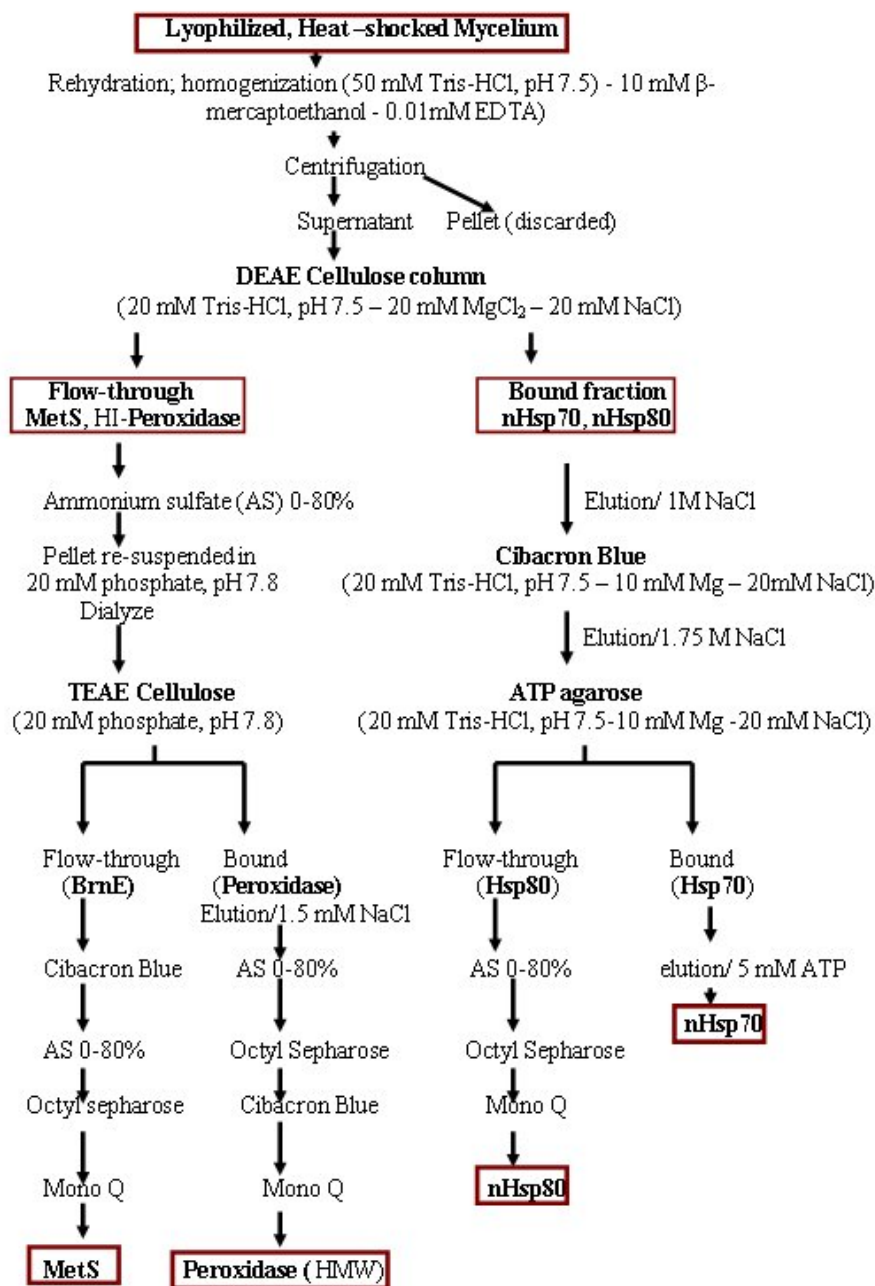 Lyophilized, Heat –shocked Mycelium
Rehydration; homogenization (50 mM Tris-HCl, pH 7.5) - 10 mM β-
mercaptoethanol - 0.01mM EDTA)
Centrifugation
Supernatant
Pellet (discarded)
DEAE Cellulose column
(20 mM Tris-HCl, pH 7.5 – 20 mM MgCl₂ – 20 mM NaCl)
Flow-through
MetS, HI-Peroxidase
Bound fraction
nHsp70, nHsp80
Ammonium sulfate (AS) 0-80%
Elution/ 1M NaCl
Pellet re-suspended in
20 mM phosphate, pH 7.8
Dialyze
Cibacron Blue
(20 mM Tris-HCl, pH 7.5 – 10 mM Mg – 20mM NaCl)
Elution/1.75 M NaCl
TEAE Cellulose
(20 mM phosphate, pH 7.8)
ATP agarose
(20 mM Tris-HCl, pH 7.5-10 mM Mg -20 mM NaCl)
Flow-through
(BrnE)
Bound
(Peroxidase)
Elution/1.5 mM NaCl
Flow-through
(Hsp80)
Bound
(Hsp70)
Cibacron Blue
AS 0-80%
AS 0-80%
elution/ 5 mM ATP
nHsp70
AS 0-80%
Octyl Sepharose
Octyl Sepharose
Octyl sepharose
Cibacron Blue
Mono Q
nHsp80
Mono Q
Mono Q
MetS
Peroxidase (HMW)